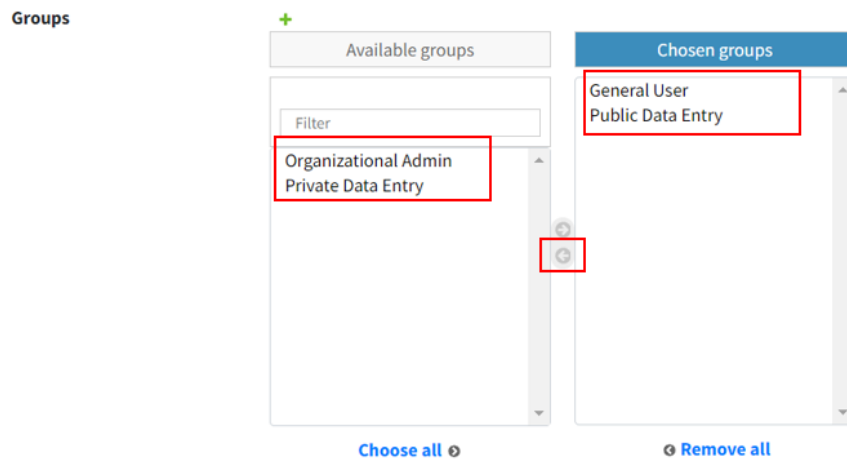 Groups
Available groups
Filter
Organizational Admin
Private Data Entry
Choose all
Chosen groups
General User
Public Data Entry
Remove all